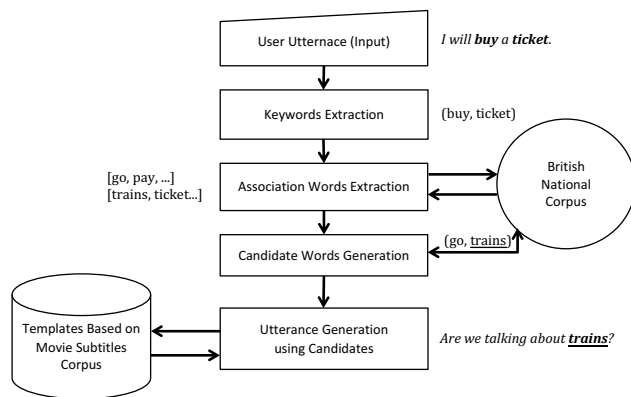 User Utternace (Input)
I will buy a ticket.
Keywords Extraction
(buy, ticket)
[go, pay, ...]
[trains, ticket...]
Association Words Extraction
British
National
Corpus
Candidate Words Generation
(go, trains)
Templates Based on
Movie Subtitles
Corpus
Utterance Generation
using Candidates
Are we talking about trains?